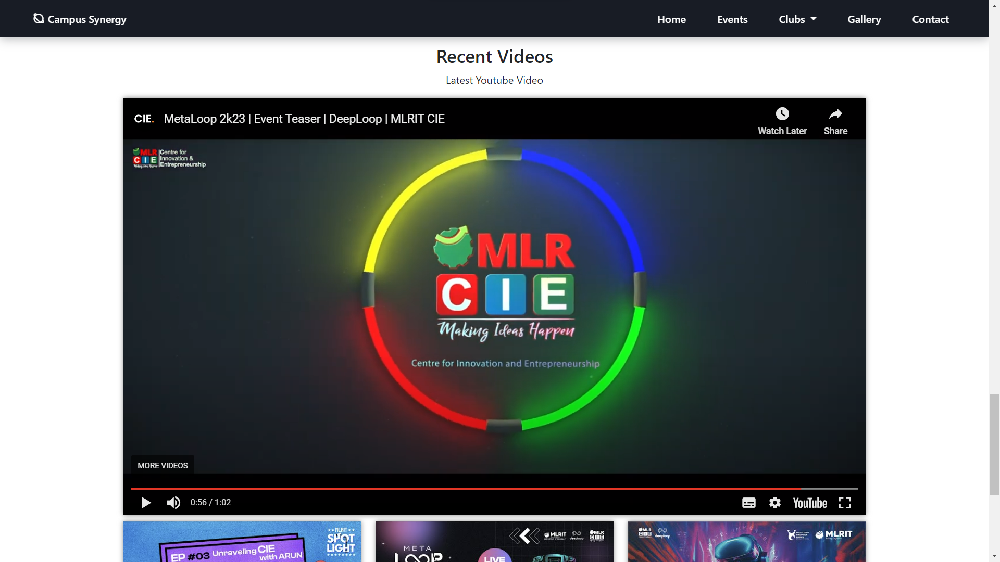 Campus Synergy
Home
Events
Clubs
Gallery
Contact
Recent Videos
Latest Youtube Video
CIE.
MetaLoop 2k23 | Event Teaser | DeepLoop | MLRIT CIE
Watch Later
Share
MLR
CIE
Making Ideas Happen
Centre for
Innovation &
Entrepreneurship
MLR
C I E
Making Ideas Happen
Centre for Innovation and Entrepreneurship
MORE VIDEOS
0:56 / 1:02
YouTube
MLRIT
SPOT
LIGHT
EP #03 Unraveling CIE
with ARUN
META
LOOP
LIVE
MLRIT
deeploop
MLR
CIE
MLR
CIE
deeploop
MLRIT